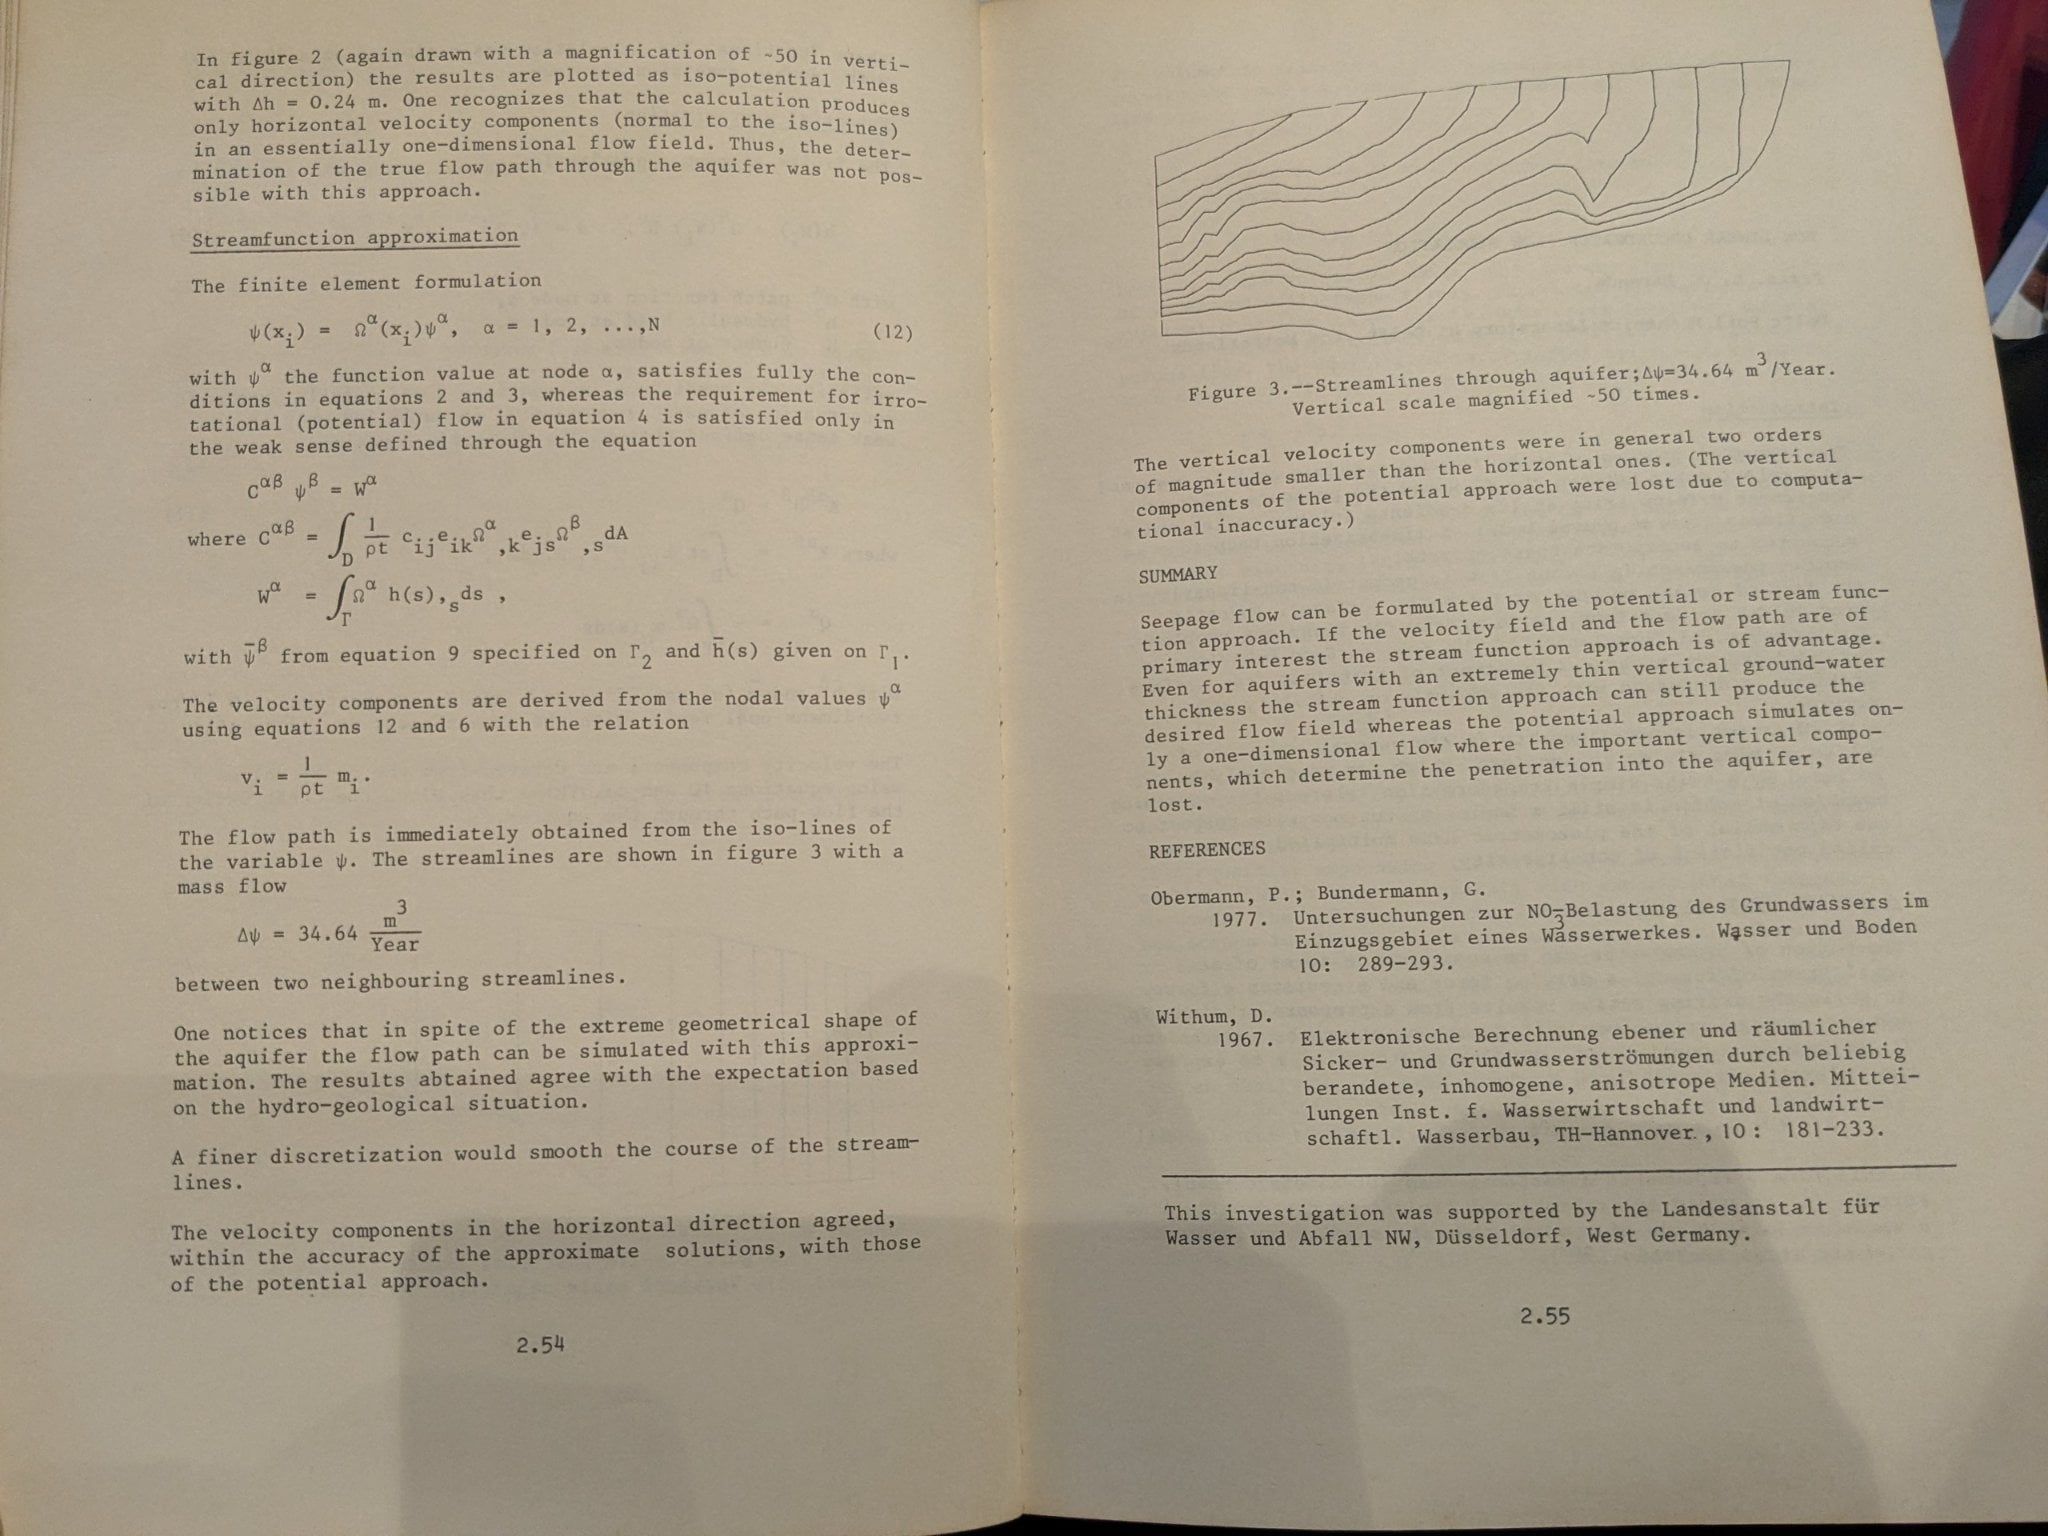 In figure 2 (again drawn with a magnification of ~50 in verti-
cal direction) the results are plotted as iso-potential lines
with Δh = 0.24 m. One recognizes that the calculation produces
only horizontal velocity components (normal to the iso-lines)
in an essentially one-dimensional flow field. Thus, the deter-
mination of the true flow path through the aquifer was not pos-
sible with this approach.
Streamfunction approximation
The finite element formulation
ψ(x_i) = Ω^α(x_i)ψ^α, α = 1, 2, ...,N (12)
with ψ^α the function value at node α, satisfies fully the con-
ditions in equations 2 and 3, whereas the requirement for irro-
tational (potential) flow in equation 4 is satisfied only in
the weak sense defined through the equation
C^αβ ψ^β = W^α
where C^αβ = ∫_D 1/ρt c_ij e_ik Ω^α_,k e_js Ω^β_,s dA
W^α = ∫_Γ Ω^α h(s),_s ds ,
with ψ̄^β from equation 9 specified on Γ_2 and h̄(s) given on Γ_1.
The velocity components are derived from the nodal values ψ^α
using equations 12 and 6 with the relation
v_i = 1/ρt m_i.
The flow path is immediately obtained from the iso-lines of
the variable ψ. The streamlines are shown in figure 3 with a
mass flow
Δψ = 34.64 m^3/Year
between two neighbouring streamlines.
One notices that in spite of the extreme geometrical shape of
the aquifer the flow path can be simulated with this approxi-
mation. The results abtained agree with the expectation based
on the hydro-geological situation.
A finer discretization would smooth the course of the stream-
lines.
The velocity components in the horizontal direction agreed,
within the accuracy of the approximate solutions, with those
of the potential approach.
2.54
Figure 3.--Streamlines through aquifer;Δψ=34.64 m^3/Year.
Vertical scale magnified ~50 times.
The vertical velocity components were in general two orders
of magnitude smaller than the horizontal ones. (The vertical
components of the potential approach were lost due to computa-
tional inaccuracy.)
SUMMARY
Seepage flow can be formulated by the potential or stream func-
tion approach. If the velocity field and the flow path are of
primary interest the stream function approach is of advantage.
Even for aquifers with an extremely thin vertical ground-water
thickness the stream function approach can still produce the
desired flow field whereas the potential approach simulates on-
ly a one-dimensional flow where the important vertical compo-
nents, which determine the penetration into the aquifer, are
lost.
REFERENCES
Obermann, P.; Bundermann, G.
1977. Untersuchungen zur NO_3^-Belastung des Grundwassers im
Einzugsgebiet eines Wasserwerkes. Wasser und Boden
10: 289-293.
Withum, D.
1967. Elektronische Berechnung ebener und räumlicher
Sicker- und Grundwasserströmungen durch beliebig
berandete, inhomogene, anisotrope Medien. Mittei-
lungen Inst. f. Wasserwirtschaft und landwirt-
schaftl. Wasserbau, TH-Hannover., 10: 181-233.
This investigation was supported by the Landesanstalt für
Wasser und Abfall NW, Düsseldorf, West Germany.
2.55